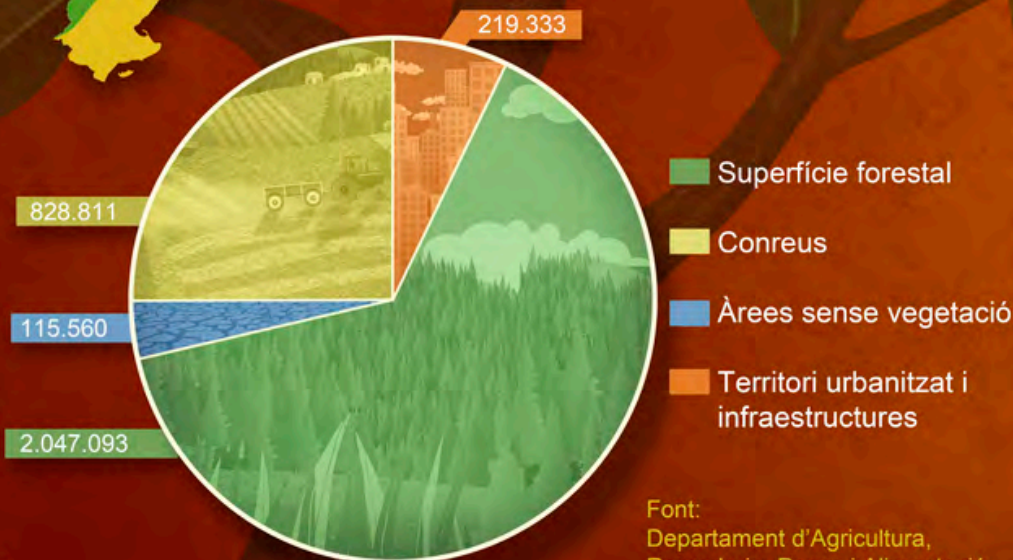 219.333
828.811
115.560
2.047.093
Superfície forestal
Conreus
Àrees sense vegetació
Territori urbanitzat i
infraestructures
Font:
Departament d'Agricultura,